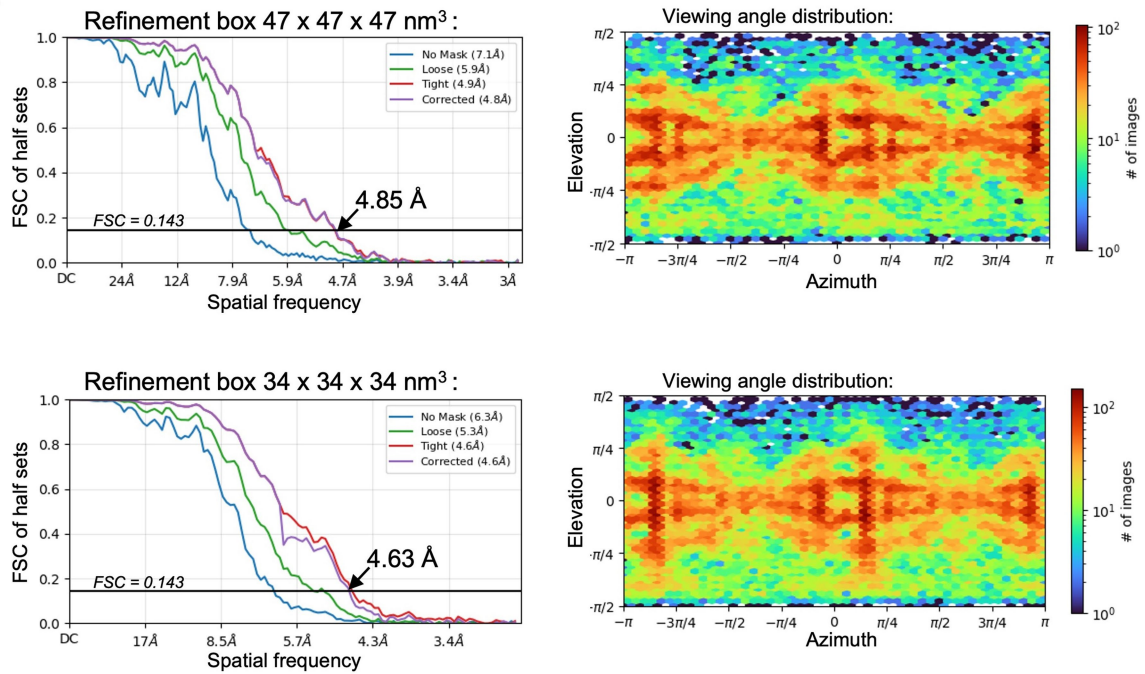 Refinement box 47 x 47 x 47 nm³ :
FSC of half sets
1.0
0.8
0.6
0.4
0.2
0.0
No Mask (7.1Å)
Loose (5.9Å)
Tight (4.9Å)
Corrected (4.8Å)
4.85 Å
FSC = 0.143
DC 24Å 12Å 7.9Å 5.9Å 4.7Å 3.9Å 3.4Å 3Å
Spatial frequency
Viewing angle distribution:
Elevation
π/2
π/4
0
-π/4
-π/2
−π −3π/4 −π/2 −π/4 0 π/4 π/2 3π/4 π
Azimuth
10²
10¹
10⁰
# of images
Refinement box 34 x 34 x 34 nm³ :
FSC of half sets
1.0
0.8
0.6
0.4
0.2
0.0
No Mask (6.3Å)
Loose (5.3Å)
Tight (4.6Å)
Corrected (4.6Å)
4.63 Å
FSC = 0.143
DC 17Å 8.5Å 5.7Å 4.3Å 3.4Å
Spatial frequency
Viewing angle distribution:
Elevation
π/2
π/4
0
-π/4
-π/2
−π −3π/4 −π/2 −π/4 0 π/4 π/2 3π/4 π
Azimuth
10²
10¹
10⁰
# of images